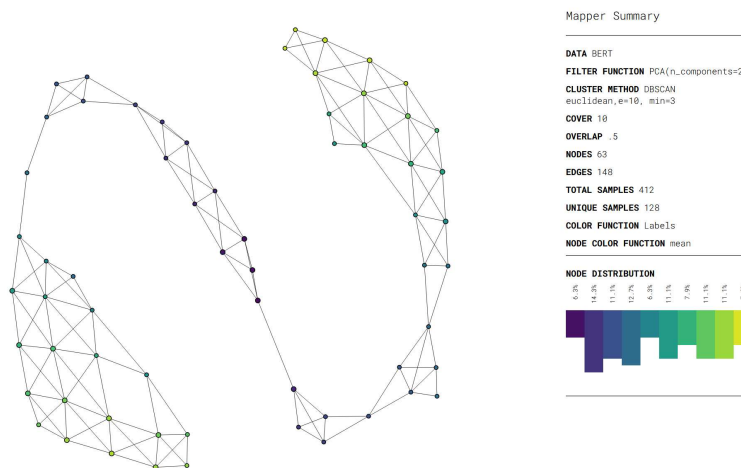 Mapper Summary
DATA BERT
FILTER FUNCTION PCA(n_components=2
CLUSTER METHOD DBSCAN
euclidean,e=10, min=3
COVER 10
OVERLAP .5
NODES 63
EDGES 148
TOTAL SAMPLES 412
UNIQUE SAMPLES 128
COLOR FUNCTION Labels
NODE COLOR FUNCTION mean
NODE DISTRIBUTION
6.3% 14.3% 11.1% 12.7% 6.3% 11.1% 7.9% 11.1% 11.1%